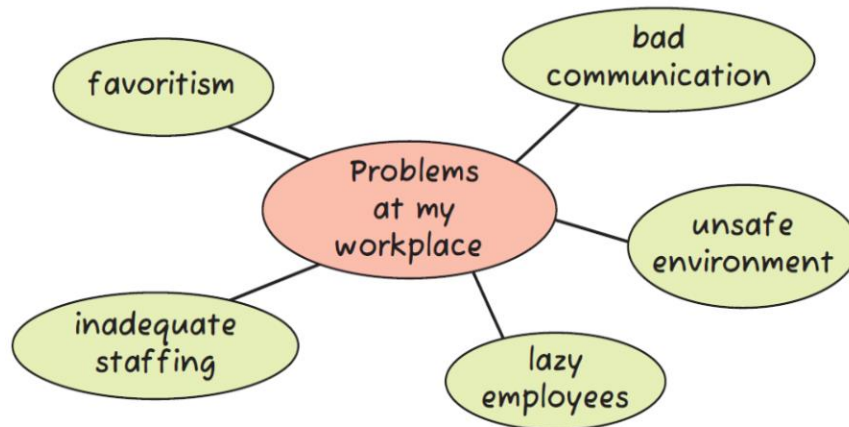 favoritism
bad
communication
Problems
at my
workplace
unsafe
environment
inadequate
staffing
lazy
employees